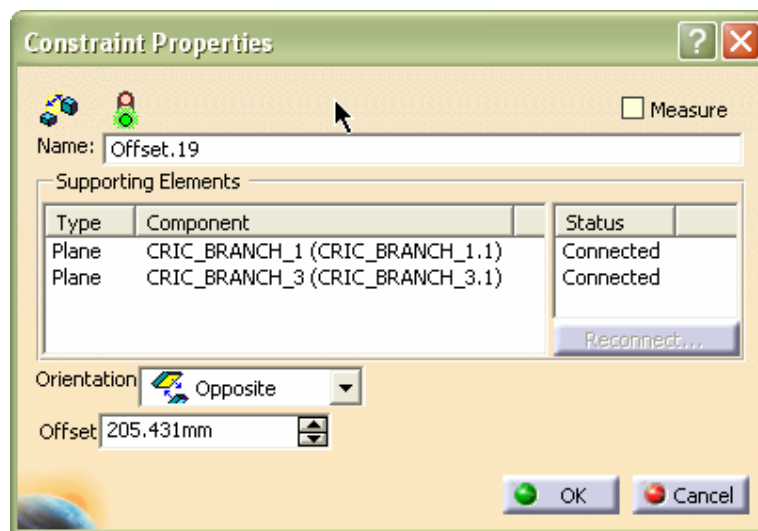 Constraint Properties
Measure
Name: Offset.19
Supporting Elements
Type Component Status
Plane CRIC_BRANCH_1 (CRIC_BRANCH_1.1) Connected
Plane CRIC_BRANCH_3 (CRIC_BRANCH_3.1) Connected
Reconnect...
Orientation Opposite
Offset 205.431mm
OK Cancel